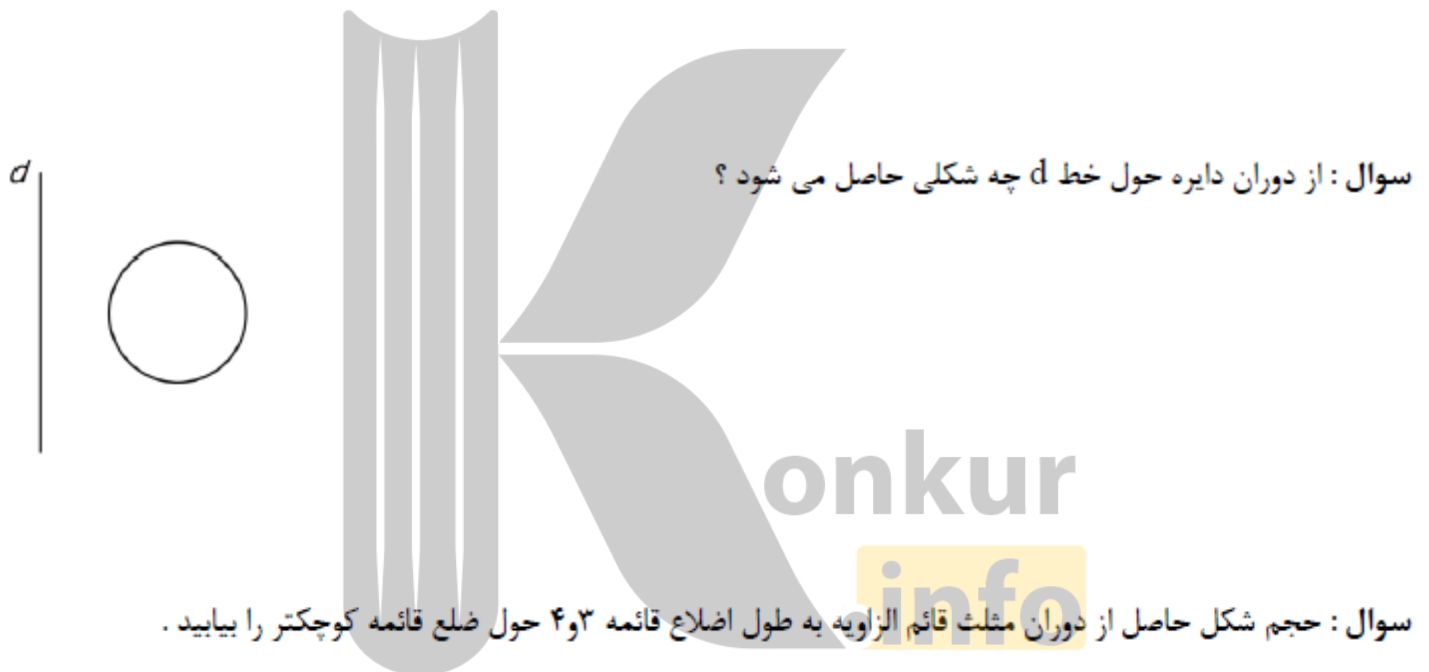 سوال : از دوران دایره حول خط d چه شکلی حاصل می شود ؟
d
onkur
.info
سوال : حجم شکل حاصل از دوران مثلث قائم الزاویه به طول اضلاع قائمه ۳و۴ حول ضلع قائمه کوچکتر را بیابید .